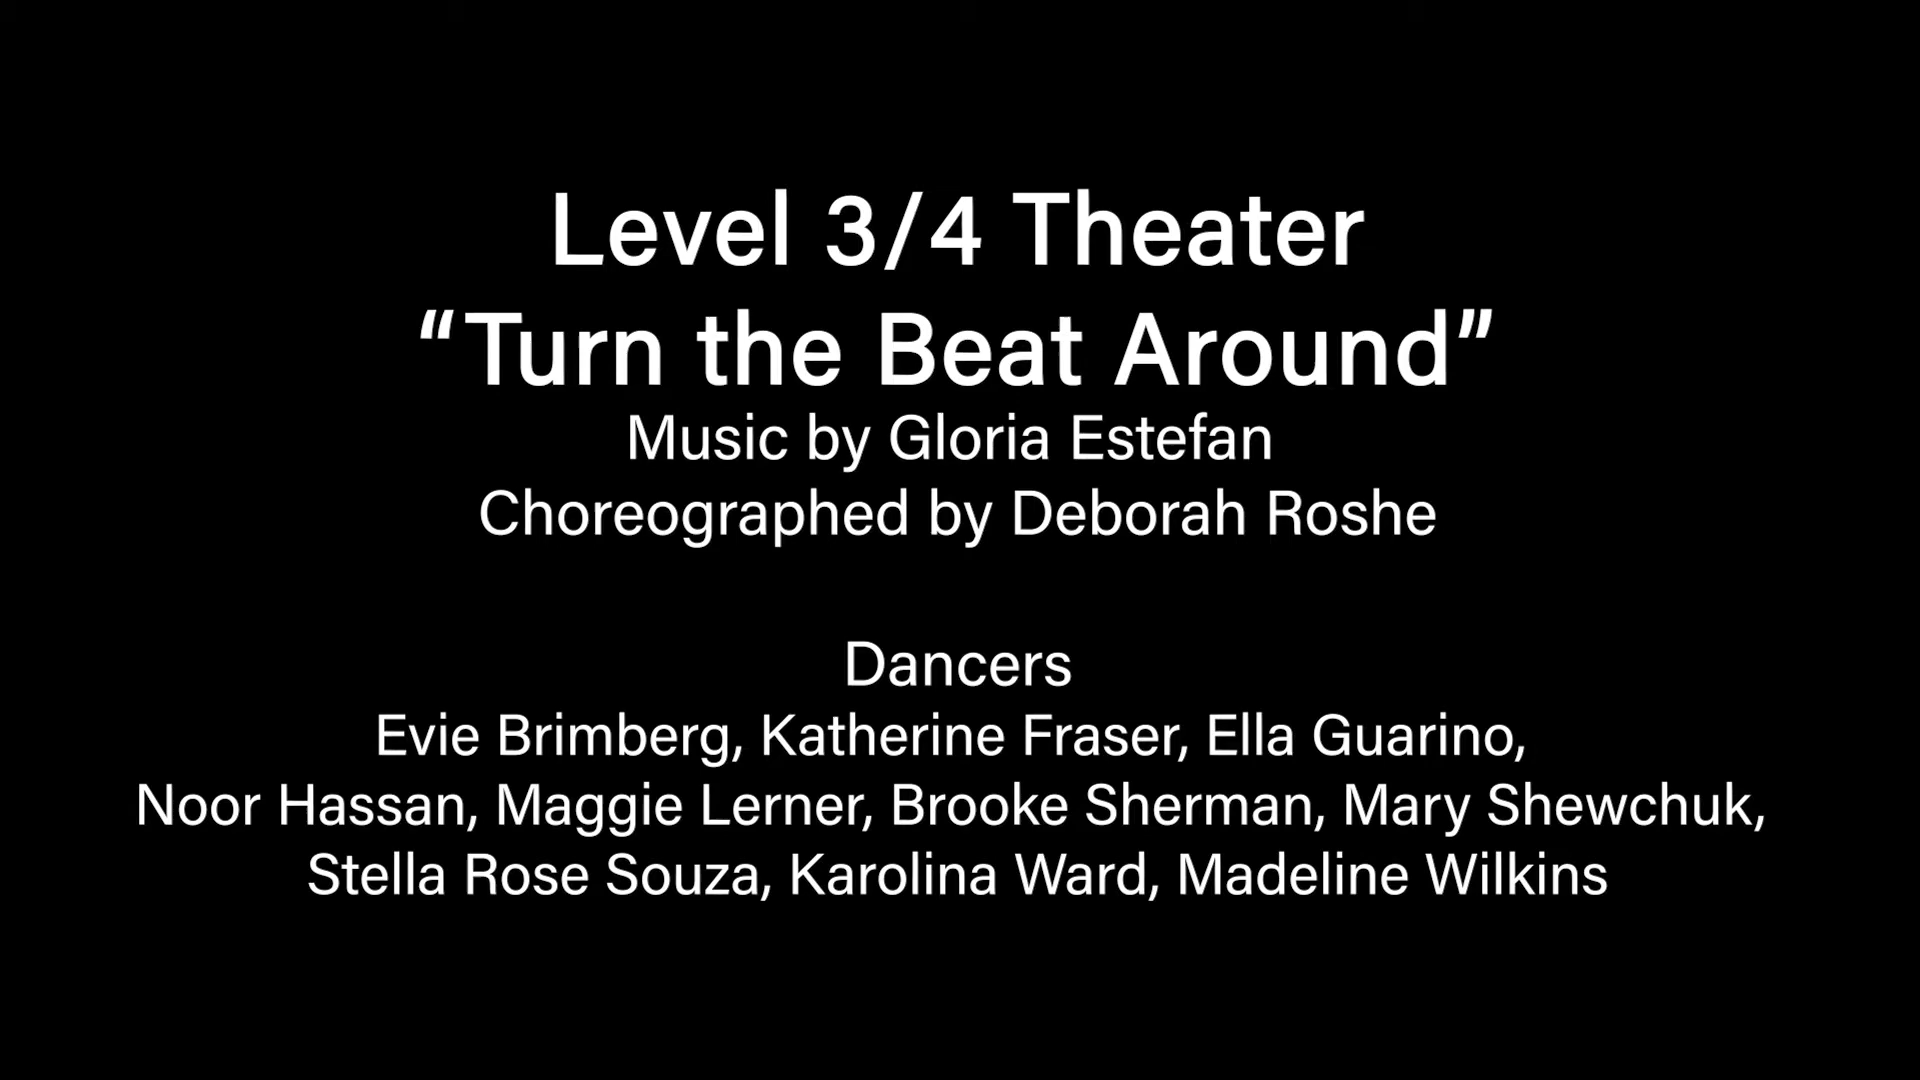 Level 3/4 Theater
“Turn the Beat Around”
Music by Gloria Estefan
Choreographed by Deborah Roshe
Dancers
Evie Brimberg, Katherine Fraser, Ella Guarino,
Noor Hassan, Maggie Lerner, Brooke Sherman, Mary Shewchuk,
Stella Rose Souza, Karolina Ward, Madeline Wilkins